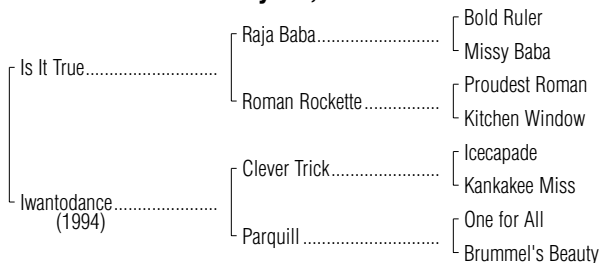 Bold Ruler
Raja Baba
Missy Baba
Is It True
Proudest Roman
Roman Rockette
Kitchen Window
Icecapade
Clever Trick
Kankakee Miss
Iwantodance
(1994)
One for All
Parquill
Brummel's Beauty